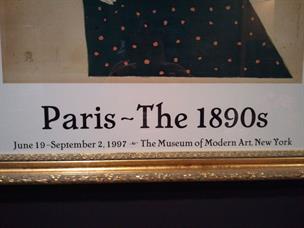 Paris ~ The 1890s
June 19–September 2, 1997 ~ The Museum of Modern Art, New York